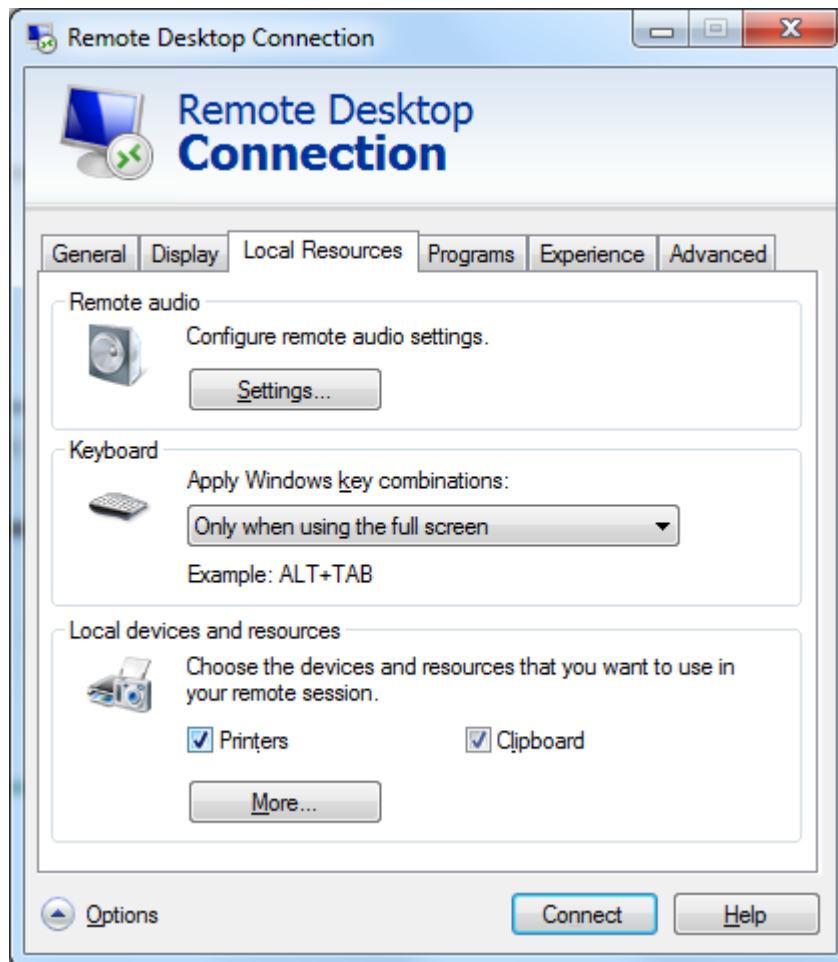 Remote Desktop Connection
Remote Desktop
Connection
General Display Local Resources Programs Experience Advanced
Remote audio
Configure remote audio settings.
Settings...
Keyboard
Apply Windows key combinations:
Only when using the full screen
Example: ALT+TAB
Local devices and resources
Choose the devices and resources that you want to use in
your remote session.
Printers Clipboard
More...
Options Connect Help